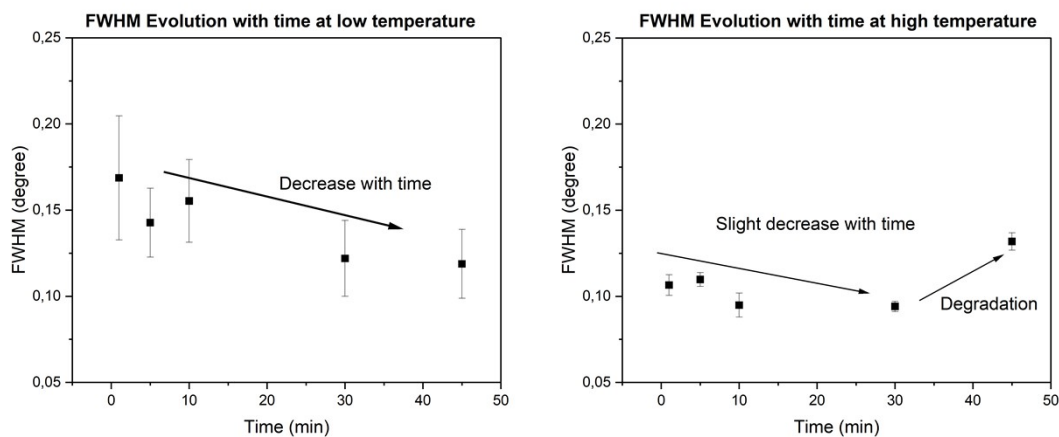 FWHM Evolution with time at low temperature
0,25
0,20
0,15
0,10
0,05
FWHM (degree)
Decrease with time
0
10
20
30
40
50
Time (min)
FWHM Evolution with time at high temperature
0,25
0,20
0,15
0,10
0,05
FWHM (degree)
Slight decrease with time
Degradation
0
10
20
30
40
50
Time (min)